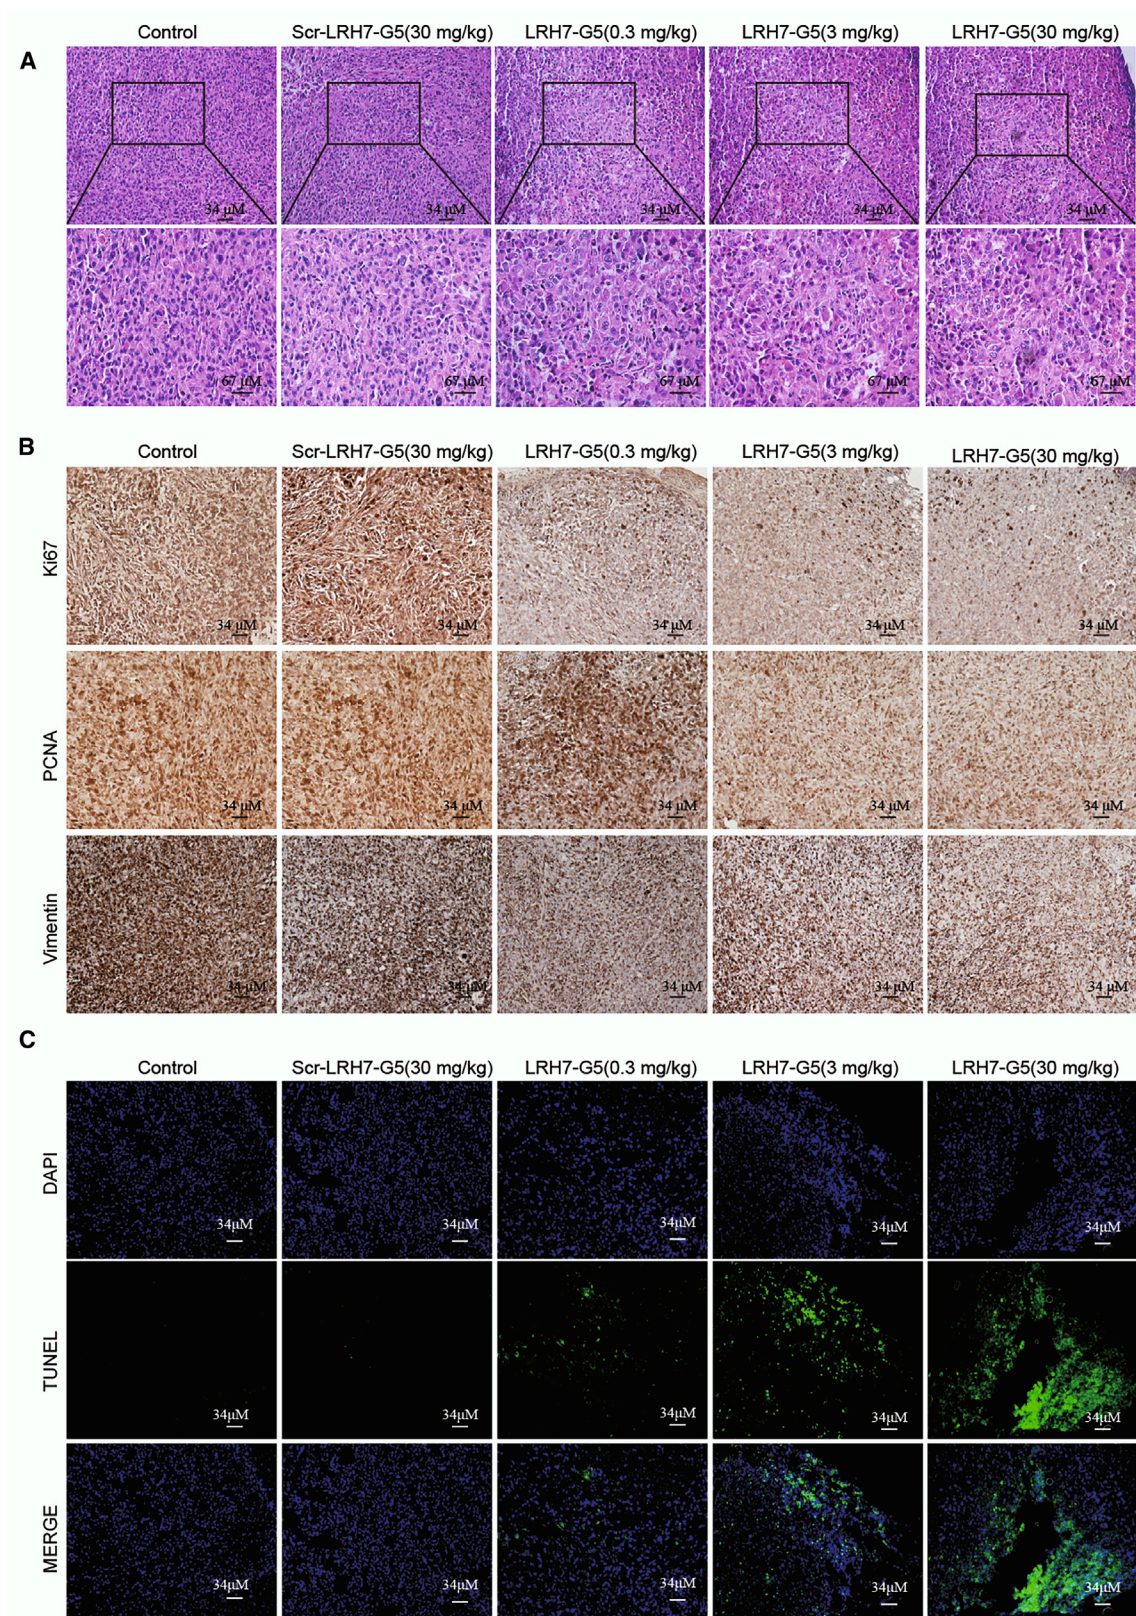 Control Scr-LRH7-G5(30 mg/kg) LRH7-G5(0.3 mg/kg) LRH7-G5(3 mg/kg) LRH7-G5(30 mg/kg)
A
34 μM 34 μM 34 μM 34 μM 34 μM
67 μM 67 μM 67 μM 67 μM 67 μM
B
Control Scr-LRH7-G5(30 mg/kg) LRH7-G5(0.3 mg/kg) LRH7-G5(3 mg/kg) LRH7-G5(30 mg/kg)
Ki67
34 μM 34 μM 34 μM 34 μM 34 μM
PCNA
34 μM 34 μM 34 μM 34 μM 34 μM
Vimentin
34 μM 34 μM 34 μM 34 μM 34 μM
C
Control Scr-LRH7-G5(30 mg/kg) LRH7-G5(0.3 mg/kg) LRH7-G5(3 mg/kg) LRH7-G5(30 mg/kg)
DAPI
34μM 34μM 34μM 34μM 34μM
TUNEL
34μM 34μM 34μM 34μM 34μM
MERGE
34μM 34μM 34μM 34μM 34μM